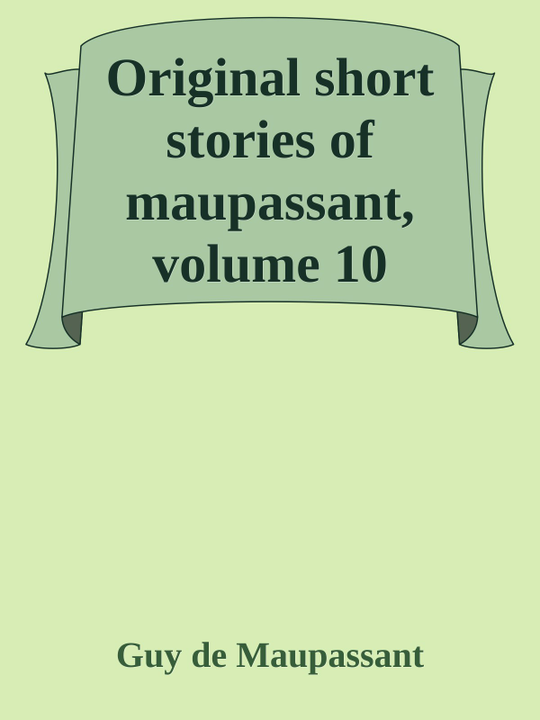 Original short
stories of
maupassant,
volume 10
Guy de Maupassant